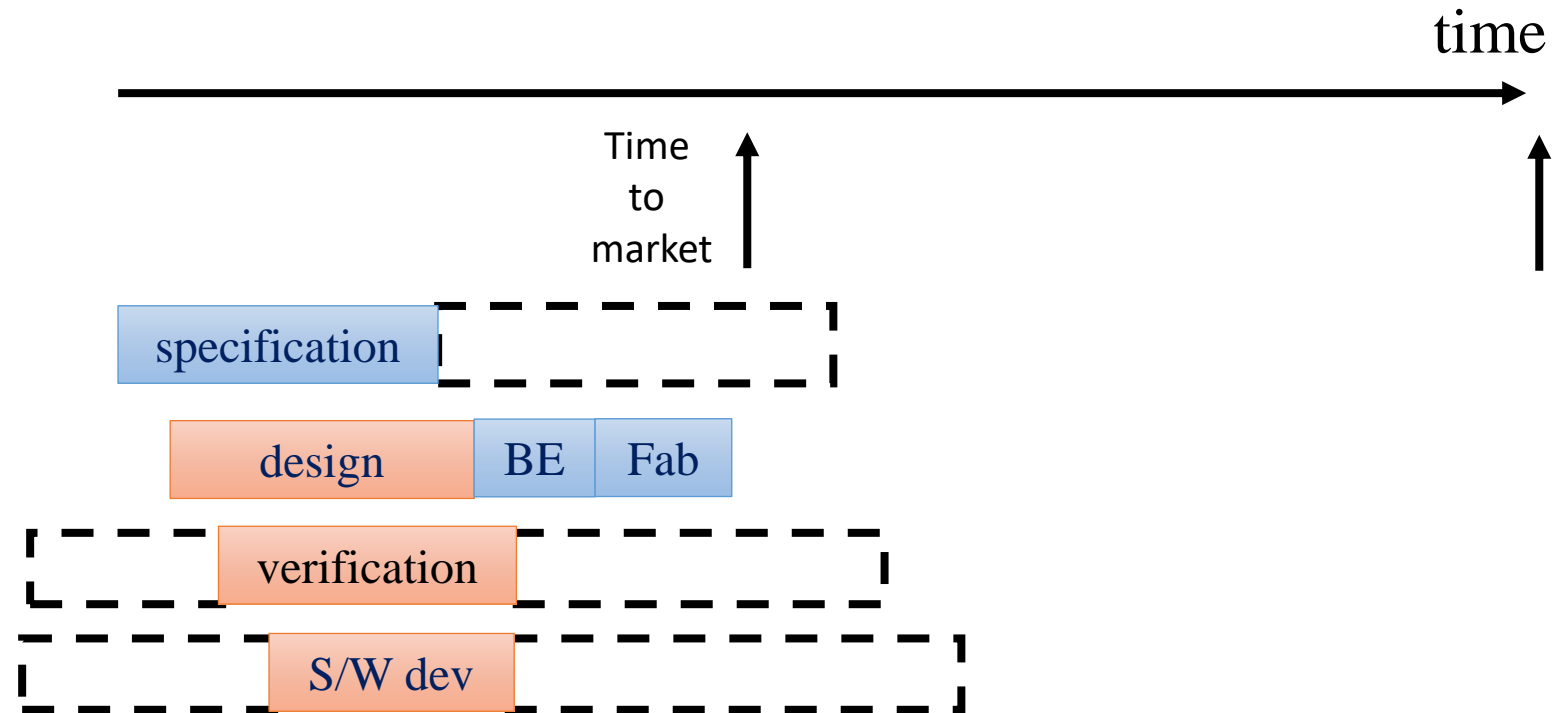 time
Time
to
market
specification
design BE Fab
verification
S/W dev